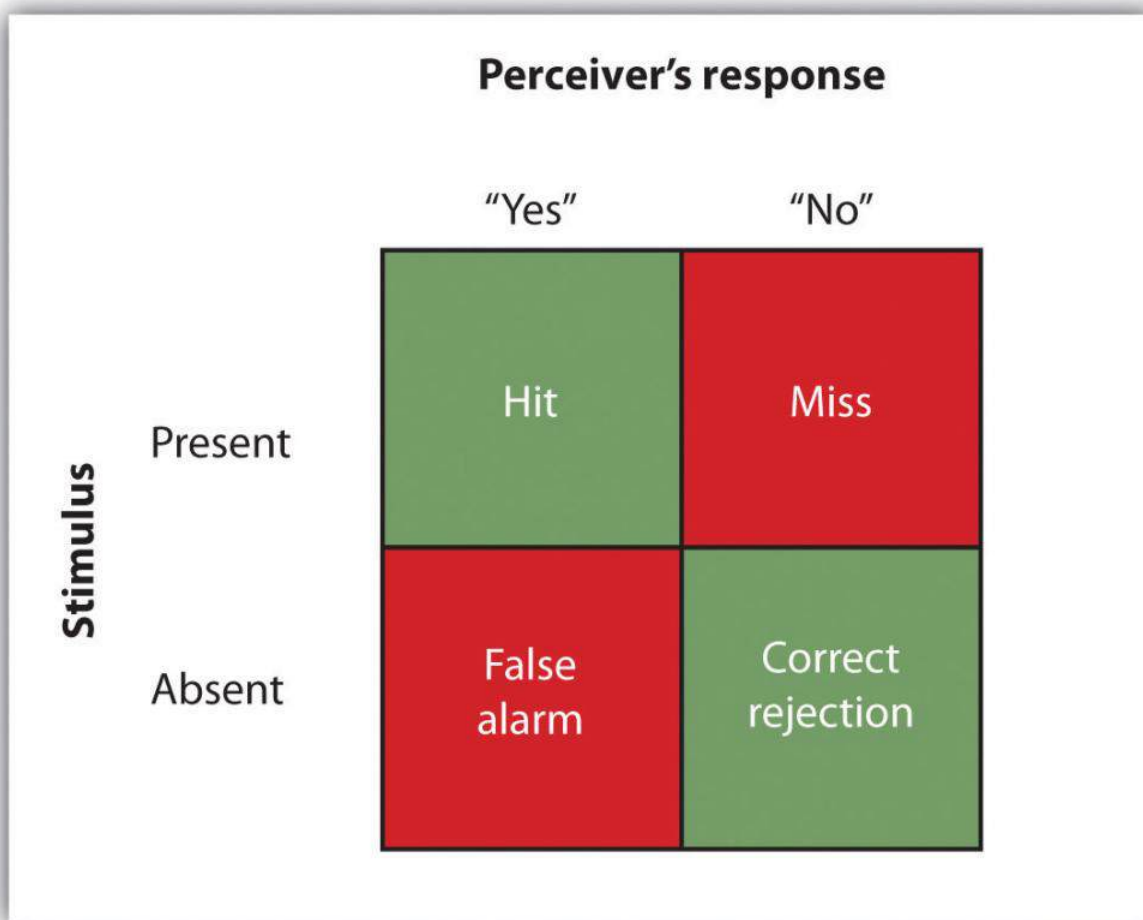 Perceiver’s response
“Yes” “No”
Hit Miss
Present
Stimulus
False
alarm
Correct
rejection
Absent